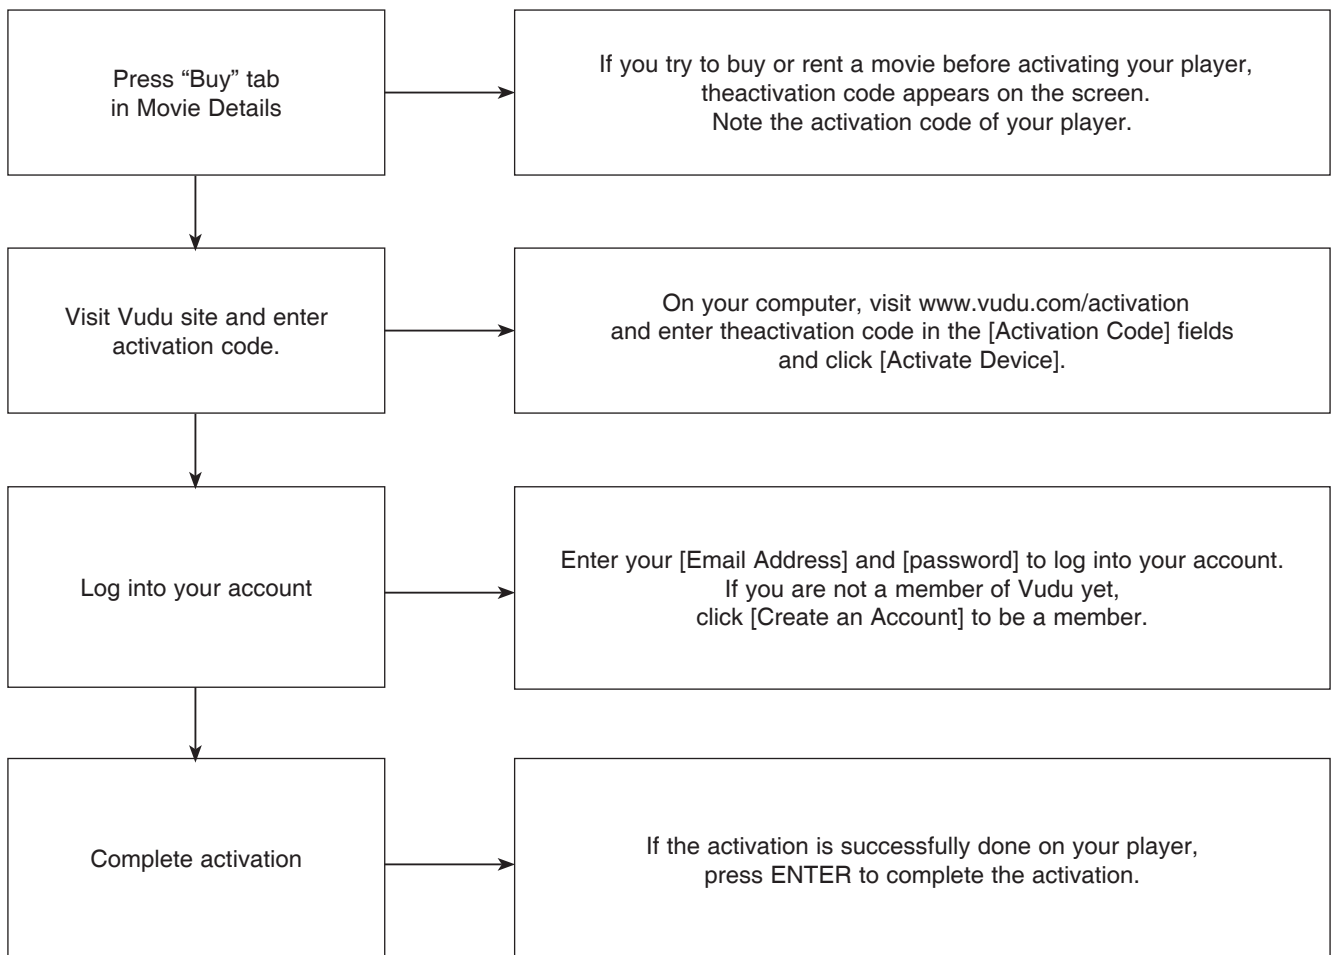 Press “Buy” tab
in Movie Details
If you try to buy or rent a movie before activating your player,
theactivation code appears on the screen.
Note the activation code of your player.
Visit Vudu site and enter
activation code.
On your computer, visit www.vudu.com/activation
and enter theactivation code in the [Activation Code] fields
and click [Activate Device].
Log into your account
Enter your [Email Address] and [password] to log into your account.
If you are not a member of Vudu yet,
click [Create an Account] to be a member.
Complete activation
If the activation is successfully done on your player,
press ENTER to complete the activation.